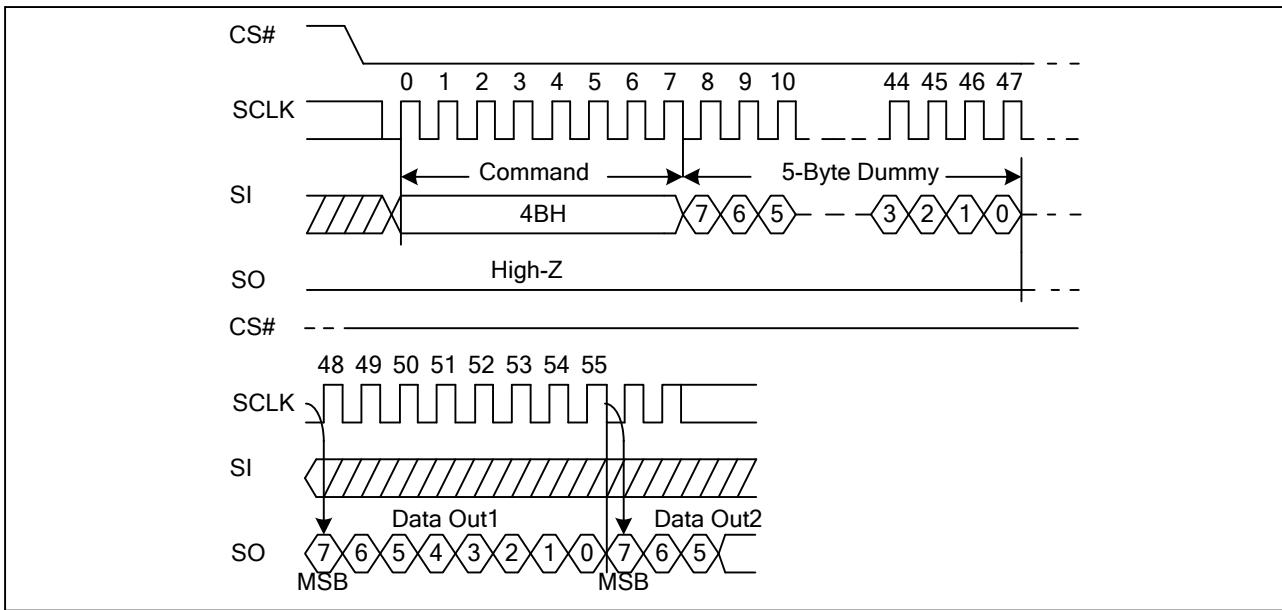 CS#
0 1 2 3 4 5 6 7 8 9 10 44 45 46 47
SCLK
Command 5-Byte Dummy
SI
4BH 7 6 5 3 2 1 0
High-Z
SO
CS#
48 49 50 51 52 53 54 55
SCLK
SI
Data Out1 Data Out2
SO 7 6 5 4 3 2 1 0 7 6 5
MSB MSB